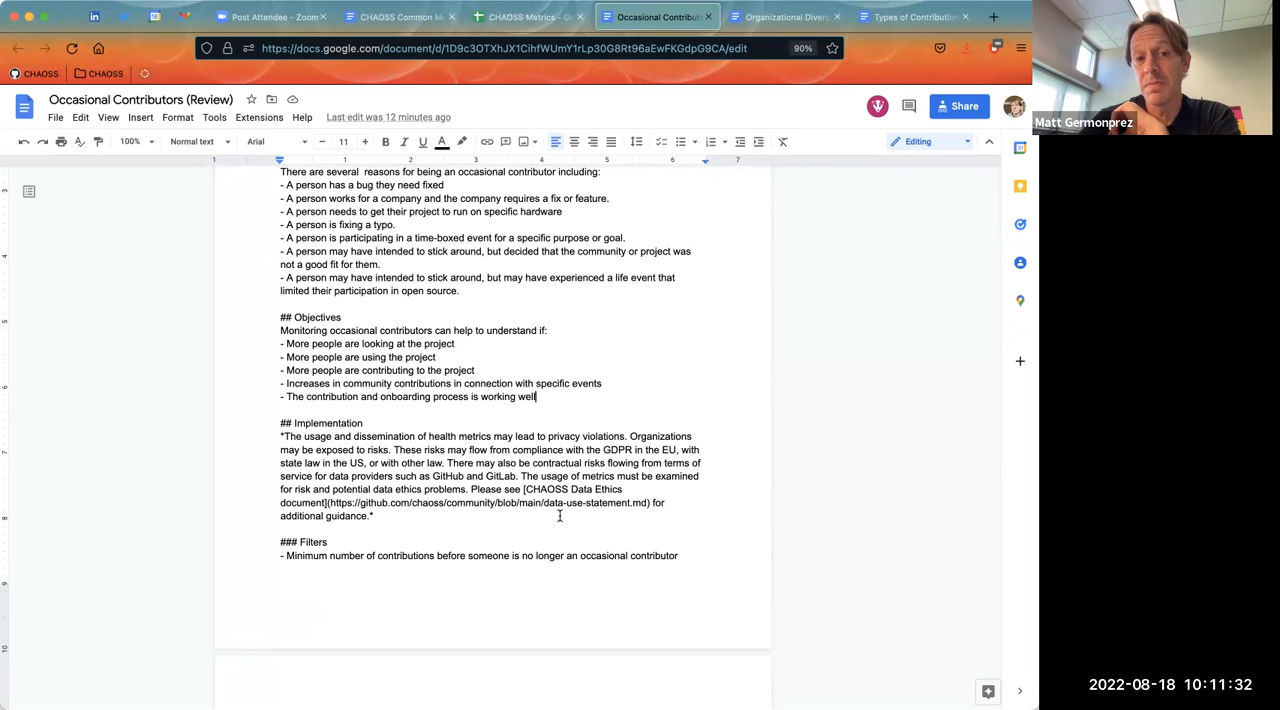 Post Attendee - Zoom
CHAOSS Common M
CHAOSS Metrics - G
Occasional Contribut
Organizational Divers
Types of Contribution
https://docs.google.com/document/d/1D9c3OTXhJX1CihfWUmY1rLp30G8Rt96aEwFKGdpG9CA/edit
90%
CHAOSS
CHAOSS
Occasional Contributors (Review)
File Edit View Insert Format Tools Extensions Help Last edit was 12 minutes ago
Share
100% Normal text Arial 11 Editing
1 1 2 3 4 5 6 7
There are several reasons for being an occasional contributor including:
- A person has a bug they need fixed
- A person works for a company and the company requires a fix or feature.
- A person needs to get their project to run on specific hardware
- A person is fixing a typo.
- A person is participating in a time-boxed event for a specific purpose or goal.
- A person may have intended to stick around, but decided that the community or project was
not a good fit for them.
- A person may have intended to stick around, but may have experienced a life event that
limited their participation in open source.
## Objectives
Monitoring occasional contributors can help to understand if:
- More people are looking at the project
- More people are using the project
- More people are contributing to the project
- Increases in community contributions in connection with specific events
- The contribution and onboarding process is working well
## Implementation
*The usage and dissemination of health metrics may lead to privacy violations. Organizations
may be exposed to risks. These risks may flow from compliance with the GDPR in the EU, with
state law in the US, or with other law. There may also be contractual risks flowing from terms of
service for data providers such as GitHub and GitLab. The usage of metrics must be examined
for risk and potential data ethics problems. Please see [CHAOSS Data Ethics
document](https://github.com/chaoss/community/blob/main/data-use-statement.md) for
additional guidance.*
### Filters
- Minimum number of contributions before someone is no longer an occasional contributor
Matt Germonprez
2022-08-18 10:11:32